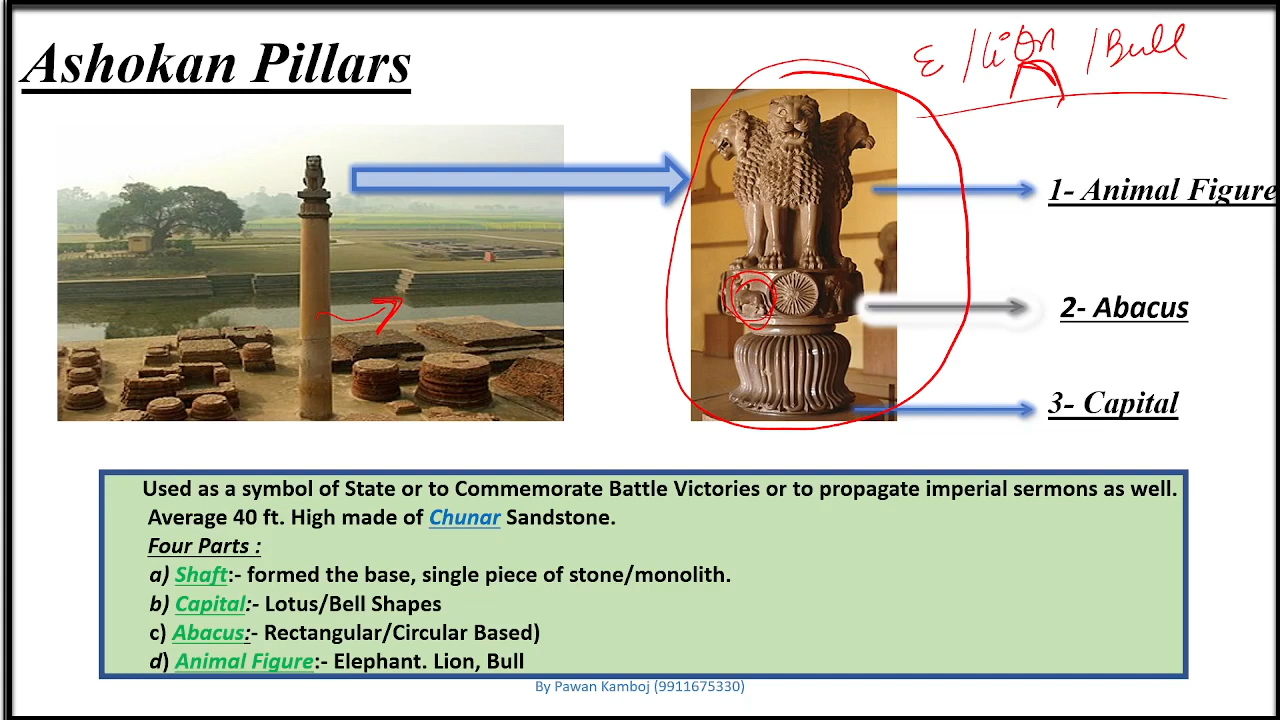 Ashokan Pillars
E / Lion / Bull
1- Animal Figure
2- Abacus
3- Capital
Used as a symbol of State or to Commemorate Battle Victories or to propagate imperial sermons as well.
Average 40 ft. High made of Chunar Sandstone.
Four Parts :
a) Shaft:- formed the base, single piece of stone/monolith.
b) Capital:- Lotus/Bell Shapes
c) Abacus:- Rectangular/Circular Based)
d) Animal Figure:- Elephant. Lion, Bull
By Pawan Kamboj (9911675330)